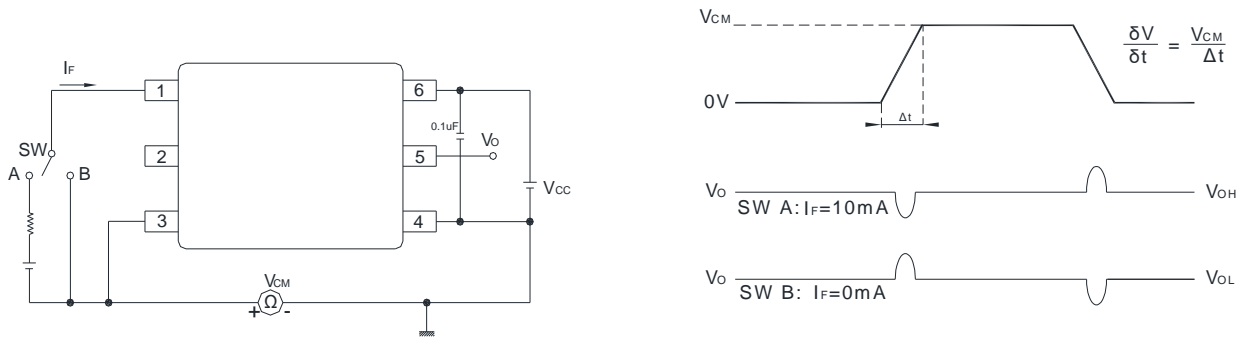 IF
1
6
0.1uF
SW
A
B
2
5
VO
VCC
3
4
VCM
Ω
+ -
VCM
δV/δt = VCM/Δt
0V
Δt
VO
VOH
SW A: IF=10mA
VO
VOL
SW B: IF=0mA